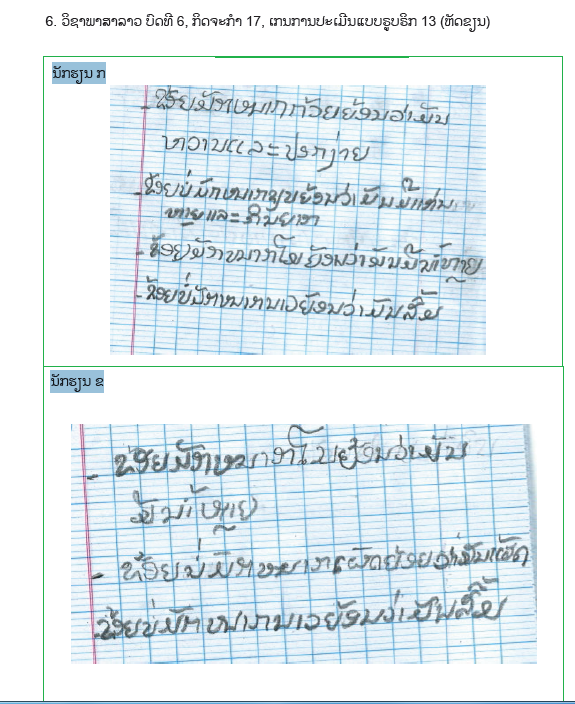 6. ວິຊາພາສາລາວ ບົດທີ 6, ກິດຈະກຳ 17, ເກນການປະເມີນແບບຣູບຣິກ 13 (ຫັດຂຽນ)
ນັກຮຽນ ກ
ຂ້ອຍມັກໝາກກ້ວຍຍ້ອນວ່າມັນ
ຫວານແລະປອກງ່າຍ
- ຂ້ອຍບໍ່ມັກໝາກ ຍ້ອນວ່າມັນມີ
ຫຼາຍແລະກິນຍາກ
- ຂ້ອຍມັກໝາກໂມຍ້ອນວ່າມັນມີນ້ຳຫຼາຍ
- ຂ້ອຍບໍ່ມັກໝາກນາວຍ້ອນວ່າມັນສົ້ມ
ນັກຮຽນ ຂ
- ຂ້ອຍມັກໝາກໂມຍ້ອນວ່າມັນ
ມີນ້ຳຫຼາຍ
- ຂ້ອຍບໍ່ມັກໝາກເຜັດຍ້ອນວ່າມັນເຜັດ
- ຂ້ອຍບໍ່ມັກໝາກນາວຍ້ອນວ່າມັນສົ້ມ